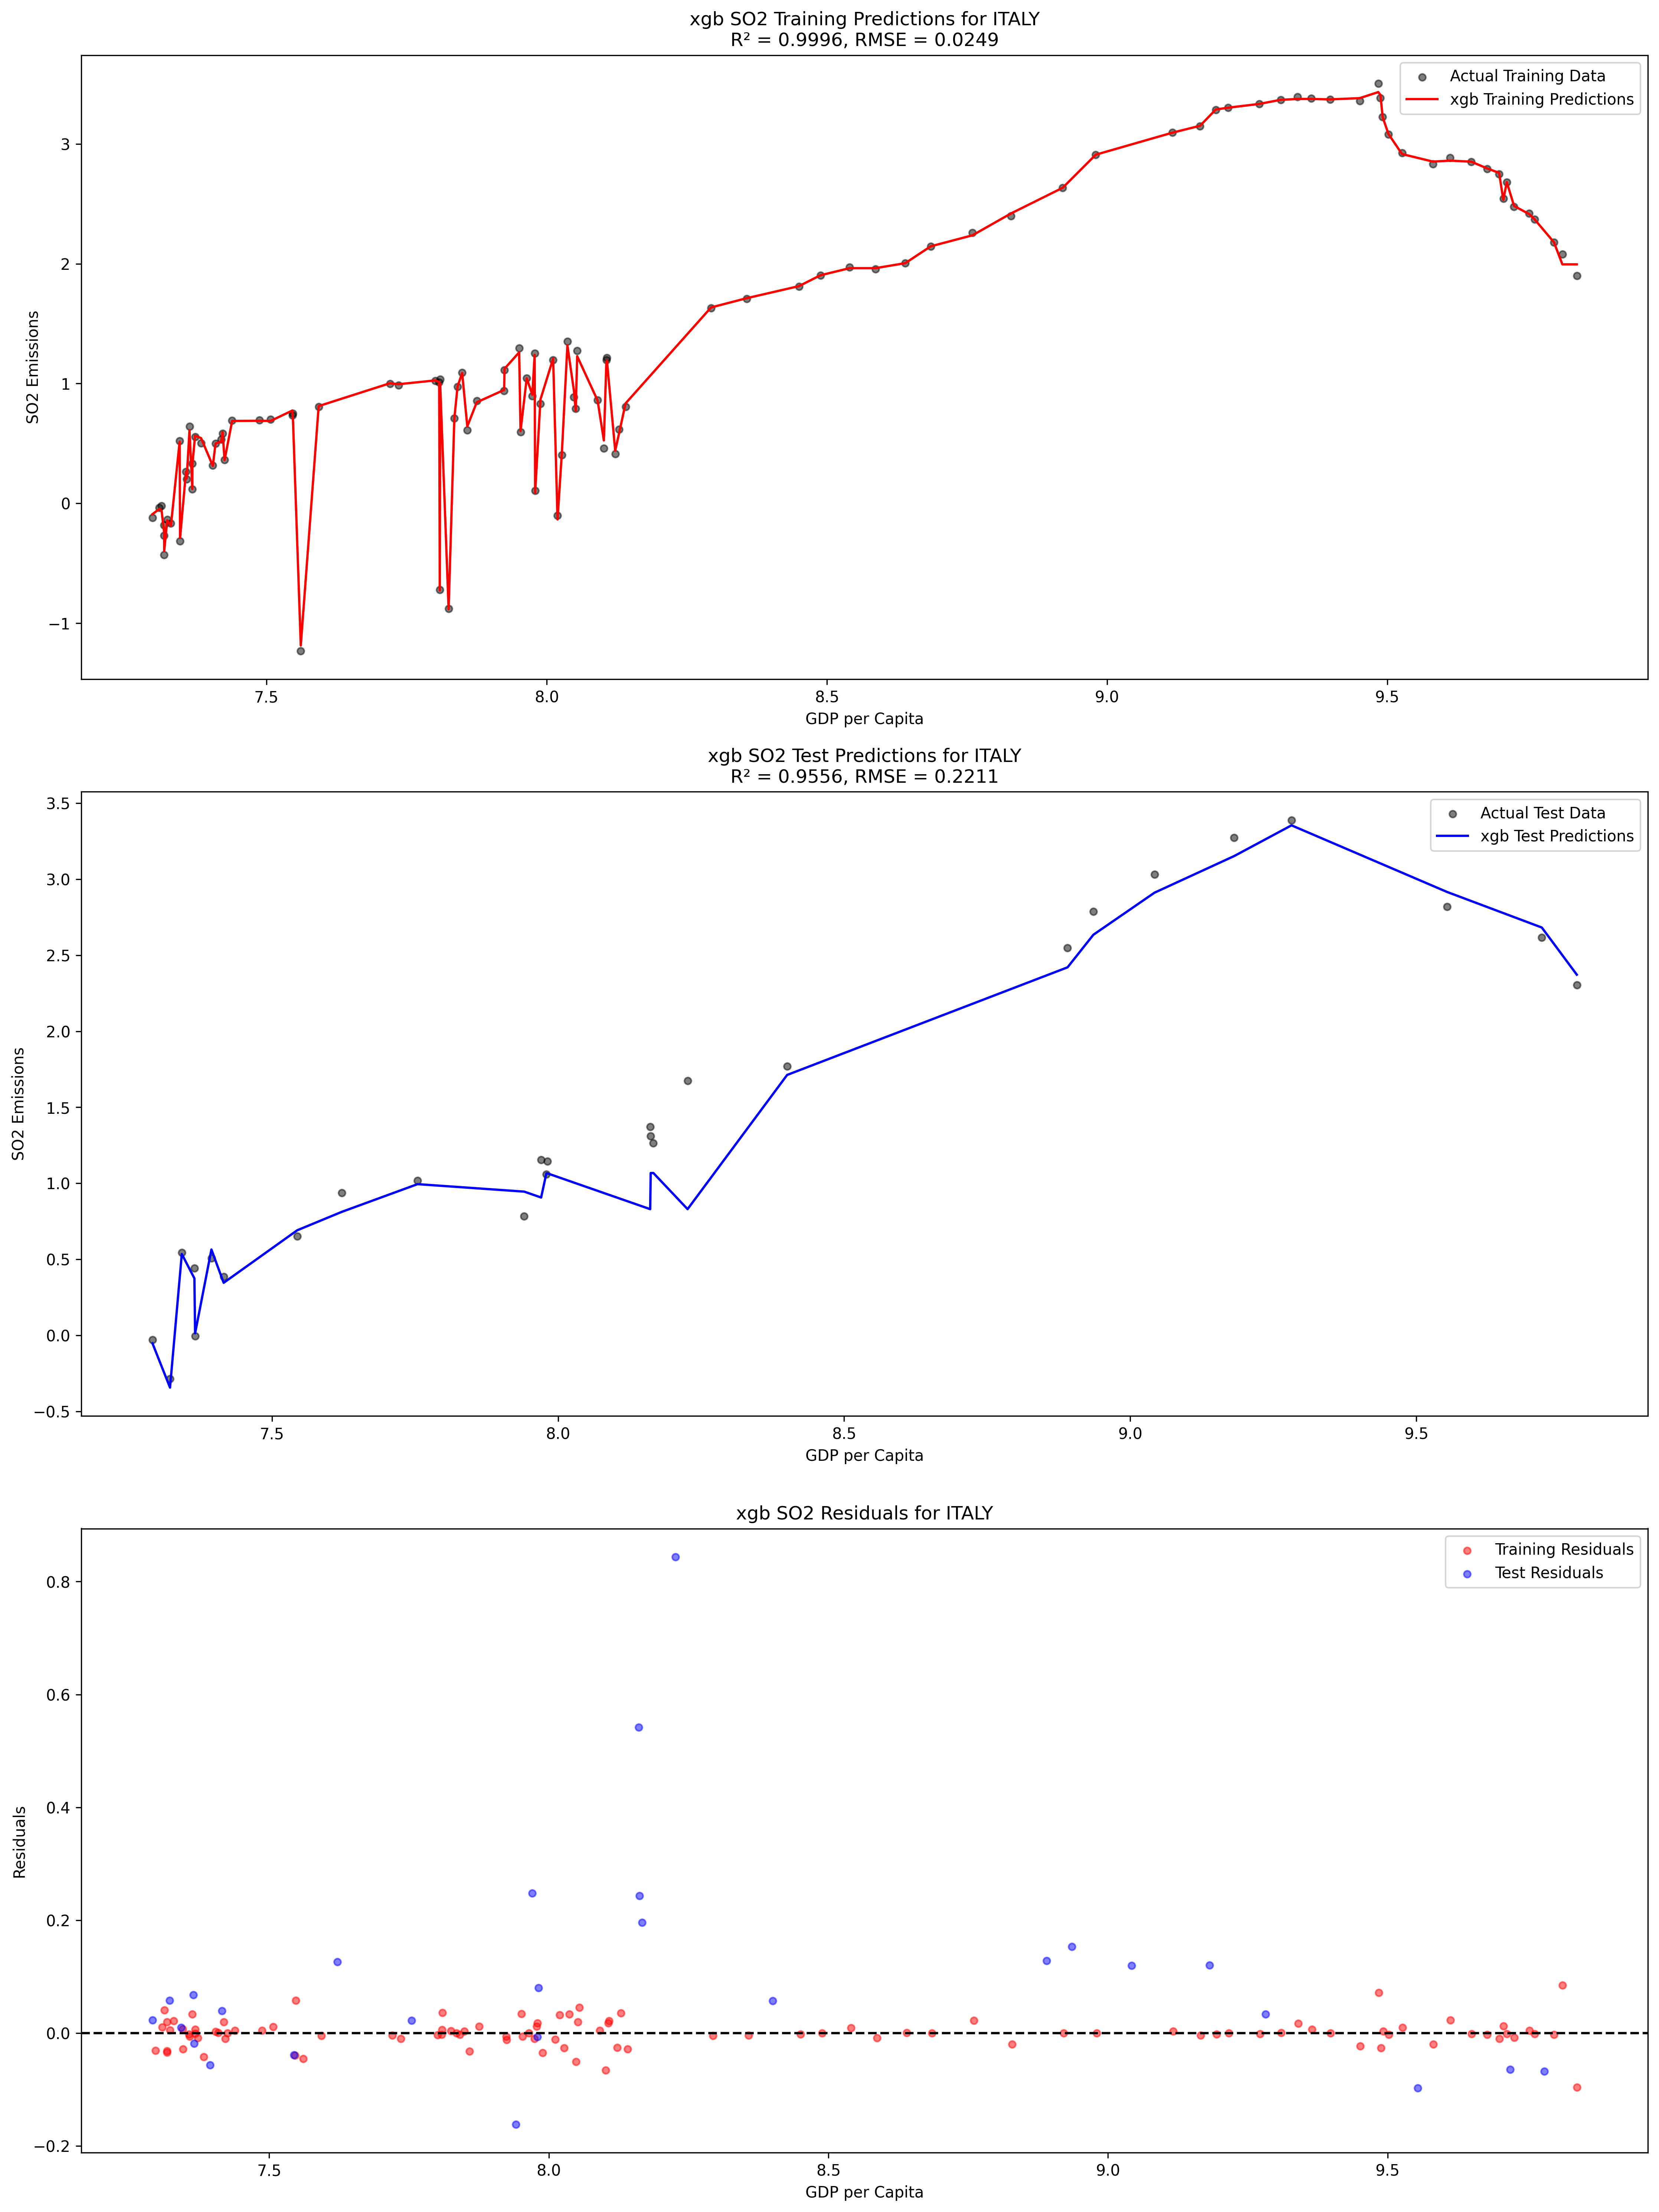 xgb SO2 Training Predictions for ITALY
R² = 0.9996, RMSE = 0.0249
Actual Training Data
xgb Training Predictions
SO2 Emissions
3
2
1
0
−1
7.5 8.0 8.5 9.0 9.5
GDP per Capita
xgb SO2 Test Predictions for ITALY
R² = 0.9556, RMSE = 0.2211
Actual Test Data
xgb Test Predictions
SO2 Emissions
3.5
3.0
2.5
2.0
1.5
1.0
0.5
0.0
−0.5
7.5 8.0 8.5 9.0 9.5
GDP per Capita
xgb SO2 Residuals for ITALY
Training Residuals
Test Residuals
Residuals
0.8
0.6
0.4
0.2
0.0
−0.2
7.5 8.0 8.5 9.0 9.5
GDP per Capita